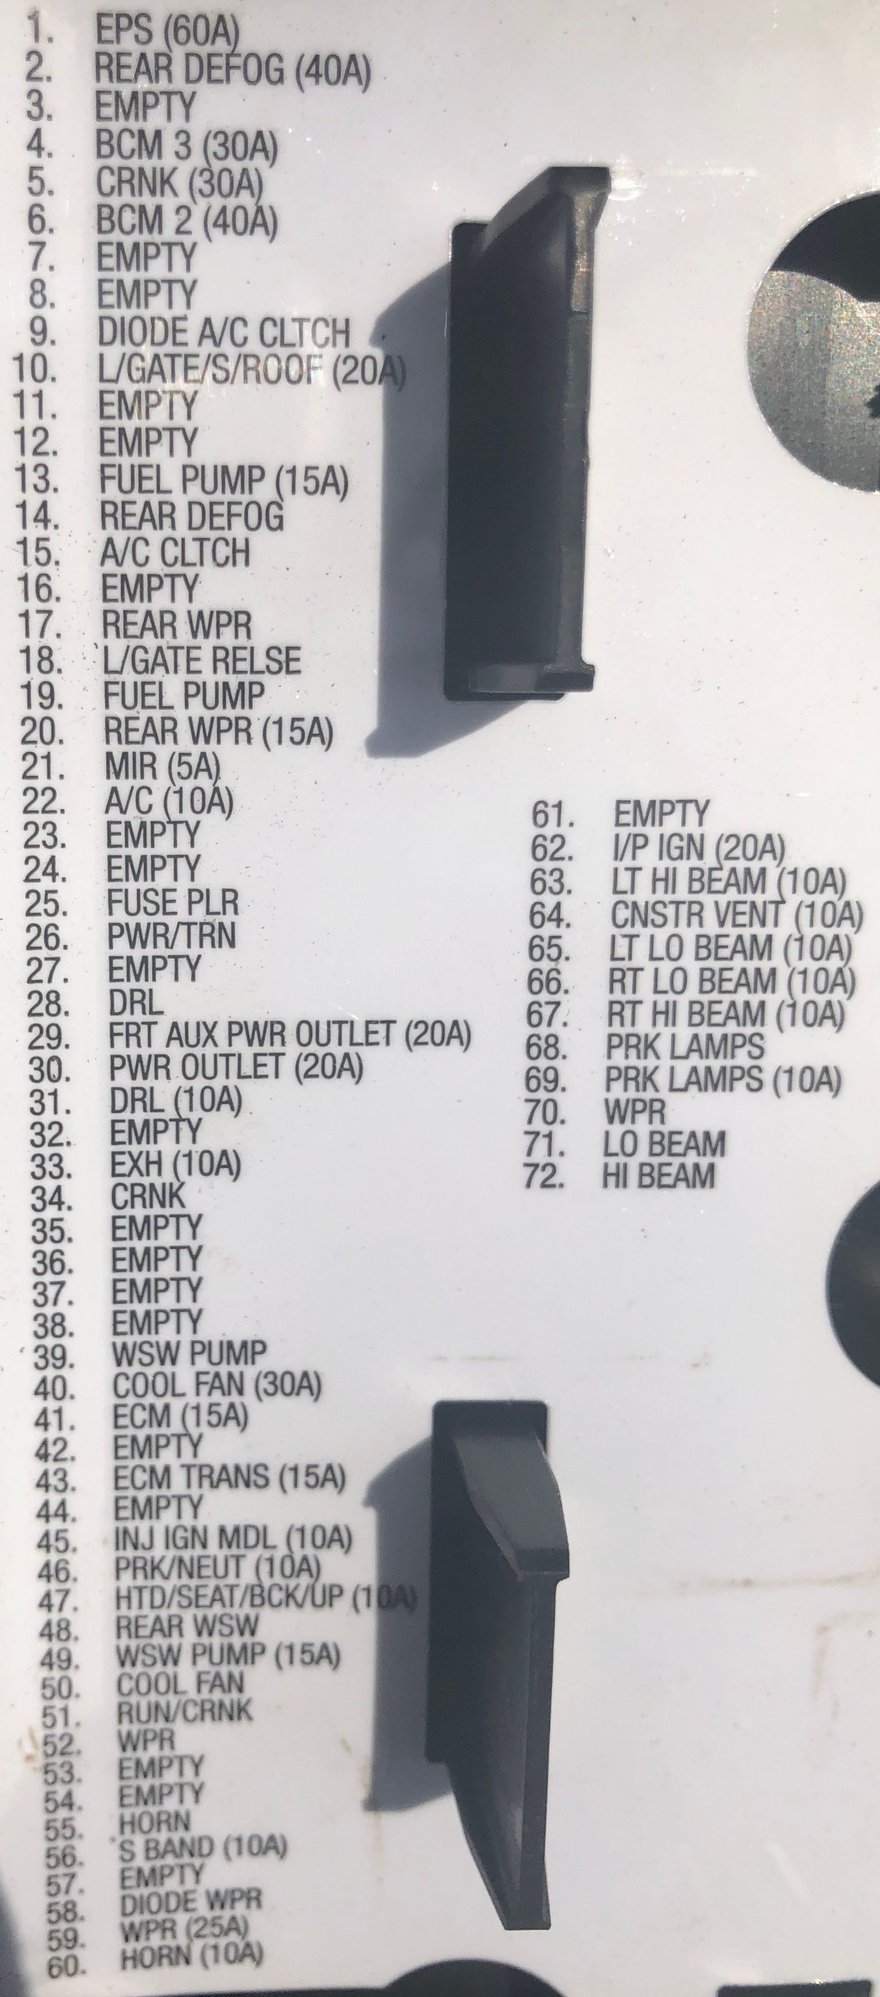 1. EPS (60A)
2. REAR DEFOG (40A)
3. EMPTY
4. BCM 3 (30A)
5. CRNK (30A)
6. BCM 2 (40A)
7. EMPTY
8. EMPTY
9. DIODE A/C CLTCH
10. L/GATE/S/ROOF (20A)
11. EMPTY
12. EMPTY
13. FUEL PUMP (15A)
14. REAR DEFOG
15. A/C CLTCH
16. EMPTY
17. REAR WPR
18. L/GATE RELSE
19. FUEL PUMP
20. REAR WPR (15A)
21. MIR (5A)
22. A/C (10A)
23. EMPTY
24. EMPTY
25. FUSE PLR
26. PWR/TRN
27. EMPTY
28. DRL
29. FRT AUX PWR OUTLET (20A)
30. PWR OUTLET (20A)
31. DRL (10A)
32. EMPTY
33. EXH (10A)
34. CRNK
35. EMPTY
36. EMPTY
37. EMPTY
38. EMPTY
39. WSW PUMP
40. COOL FAN (30A)
41. ECM (15A)
42. EMPTY
43. ECM TRANS (15A)
44. EMPTY
45. INJ IGN MDL (10A)
46. PRK/NEUT (10A)
47. HTD/SEAT/BCK/UP (10A)
48. REAR WSW
49. WSW PUMP (15A)
50. COOL FAN
51. RUN/CRNK
52. WPR
53. EMPTY
54. EMPTY
55. HORN
56. S BAND (10A)
57. EMPTY
58. DIODE WPR
59. WPR (25A)
60. HORN (10A)
61. EMPTY
62. I/P IGN (20A)
63. LT HI BEAM (10A)
64. CNSTR VENT (10A)
65. LT LO BEAM (10A)
66. RT LO BEAM (10A)
67. RT HI BEAM (10A)
68. PRK LAMPS
69. PRK LAMPS (10A)
70. WPR
71. LO BEAM
72. HI BEAM